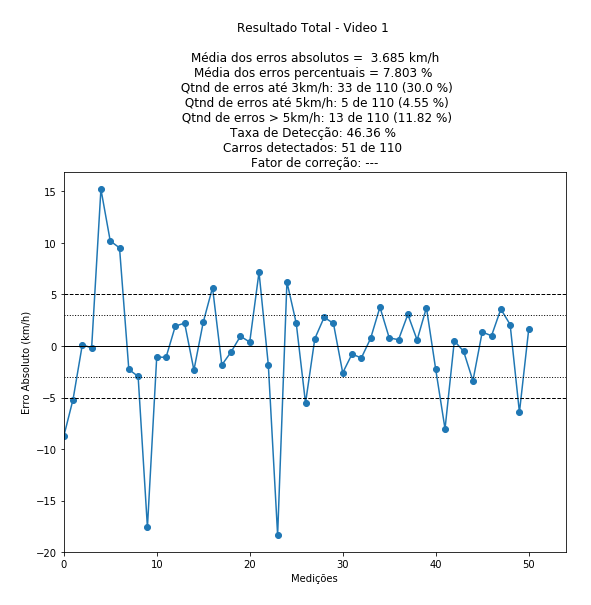 Resultado Total - Video 1
Média dos erros absolutos = 3.685 km/h
Média dos erros percentuais = 7.803 %
Qtnd de erros até 3km/h: 33 de 110 (30.0 %)
Qtnd de erros até 5km/h: 5 de 110 (4.55 %)
Qtnd de erros > 5km/h: 13 de 110 (11.82 %)
Taxa de Detecção: 46.36 %
Carros detectados: 51 de 110
Fator de correção: ---
Erro Absoluto (km/h)
15
10
5
0
−5
−10
−15
−20
0 10 20 30 40 50
Medições